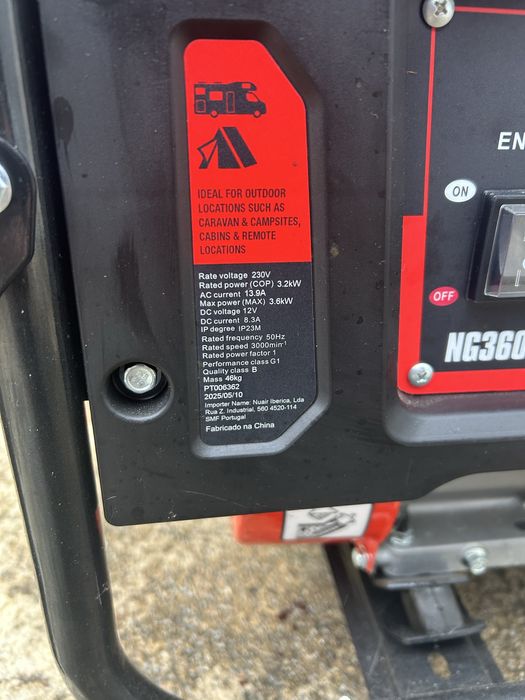 IDEAL FOR OUTDOOR
LOCATIONS SUCH AS
CARAVAN & CAMPSITES,
CABINS & REMOTE
LOCATIONS
Rate voltage 230V
Rated power (COP) 3.2kW
AC current 13.9A
Max power (MAX) 3.6kW
DC voltage 12V
DC current 8.3A
IP degree IP23M
Rated frequency 50Hz
Rated speed 3000min⁻¹
Rated power factor 1
Performance class G1
Quality class B
Mass 46kg
PT006362
2025/05/10
Importer Name: Nuair Iberica, Lda
Rua Z. Industrial, 560 4520-114
SMF Portugal
Fabricado na China
EN
ON
OFF
NG360